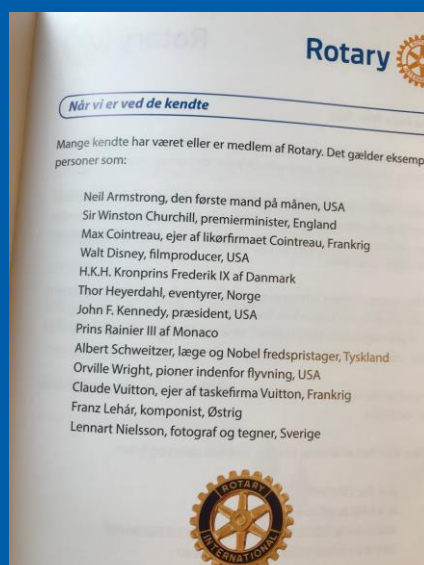 Rotary
Når vi er ved de kendte
Mange kendte har været eller er medlem af Rotary. Det gælder eksemp
personer som:
Neil Armstrong, den første mand på månen, USA
Sir Winston Churchill, premierminister, England
Max Cointreau, ejer af likørfirmaet Cointreau, Frankrig
Walt Disney, filmproducer, USA
H.K.H. Kronprins Frederik IX af Danmark
Thor Heyerdahl, eventyrer, Norge
John F. Kennedy, præsident, USA
Prins Rainier III af Monaco
Albert Schweitzer, læge og Nobel fredspristager, Tyskland
Orville Wright, pioner indenfor flyvning, USA
Claude Vuitton, ejer af taskefirma Vuitton, Frankrig
Franz Lehár, komponist, Østrig
Lennart Nielsson, fotograf og tegner, Sverige
ROTARY
INTERNATIONAL